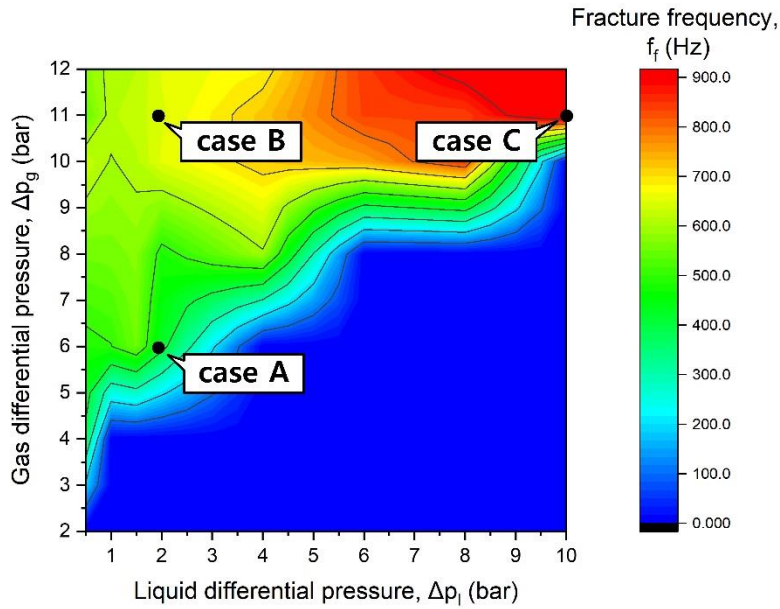 Fracture frequency,
f_f (Hz)
12
11
10
9
8
7
6
5
4
3
2
Gas differential pressure, Δp_g (bar)
case B
case C
case A
900.0
800.0
700.0
600.0
500.0
400.0
300.0
200.0
100.0
0.000
1 2 3 4 5 6 7 8 9 10
Liquid differential pressure, Δp_l (bar)